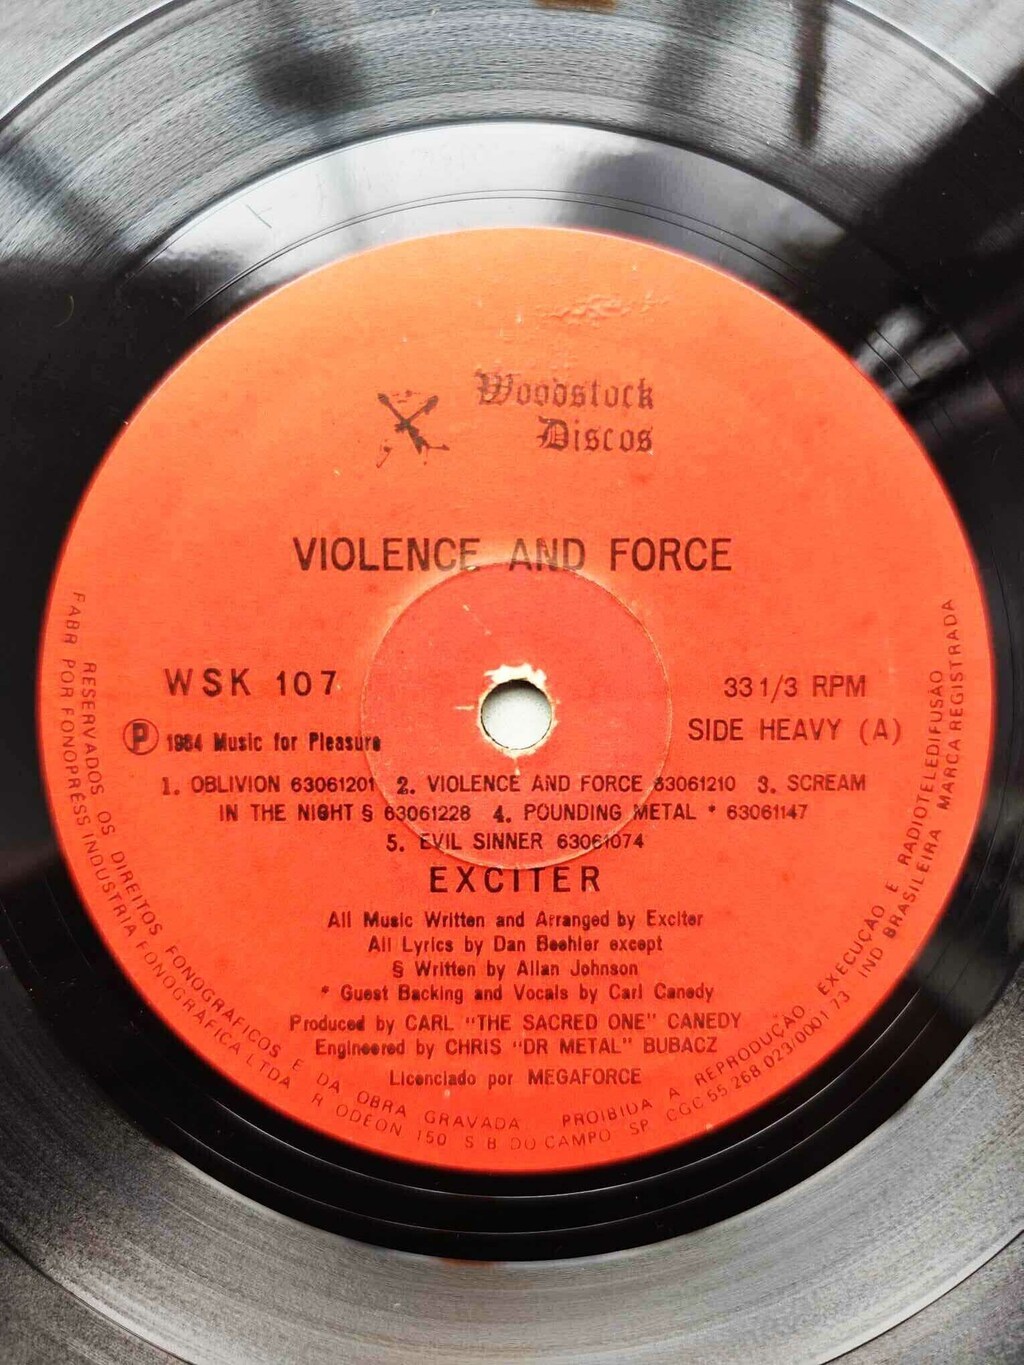 Woodstock
Discos
VIOLENCE AND FORCE
WSK 107
33 1/3 RPM
SIDE HEAVY (A)
Ⓟ 1984 Music for Pleasure
1. OBLIVION 63061201 2. VIOLENCE AND FORCE 63061210 3. SCREAM
IN THE NIGHT § 63061228 4. POUNDING METAL * 63061147
5. EVIL SINNER 63061074
EXCITER
All Music Written and Arranged by Exciter
All Lyrics by Dan Beehler except
§ Written by Allan Johnson
* Guest Backing and Vocals by Carl Canedy
Produced by CARL "THE SACRED ONE" CANEDY
Engineered by CHRIS "DR METAL" BUBACZ
Licenciado por MEGAFORCE
RESERVADOS OS DIREITOS FONOGRÁFICOS E DA OBRA GRAVADA PROIBIDA A REPRODUÇÃO EXECUÇÃO E RADIOTELEDIFUSÃO
FABR POR FONOPRESS INDUSTRIA FONOGRÁFICA LTDA R ODEON 150 S B DO CAMPO SP CGC 55 268 023/0001 73 IND BRASILEIRA MARCA REGISTRADA